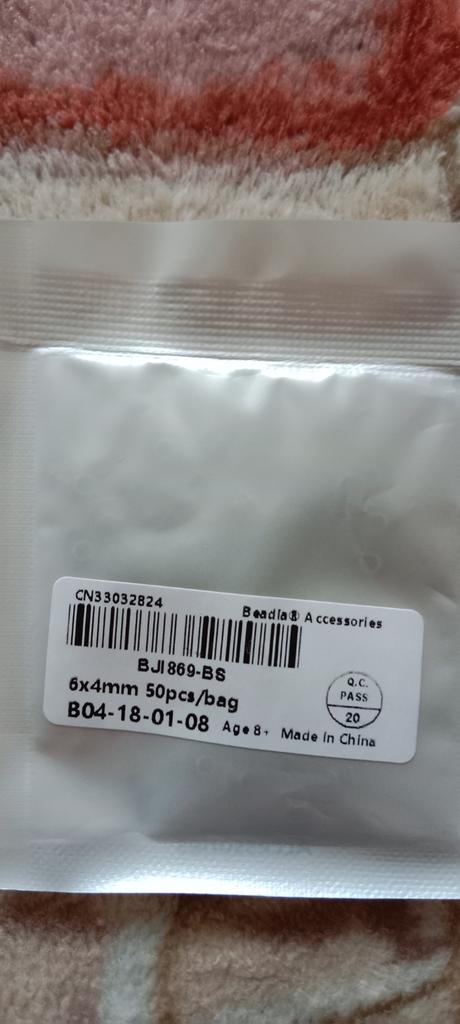 CN33032824
Beadia® Accessories
BJI869-BS
6x4mm 50pcs/bag
B04-18-01-08 Age 8+ Made in China
Q.C.
PASS
20